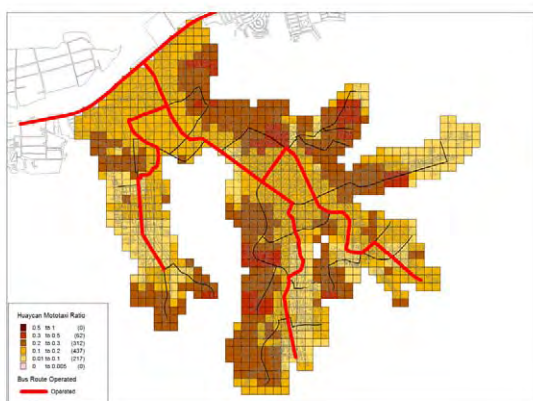 Huaycan Mototaxi Ratio
0.5 to 1 (0)
0.3 to 0.5 (62)
0.2 to 0.3 (312)
0.1 to 0.2 (437)
0.01 to 0.1 (217)
0 to 0.005 (0)
Bus Route Operated
Operated